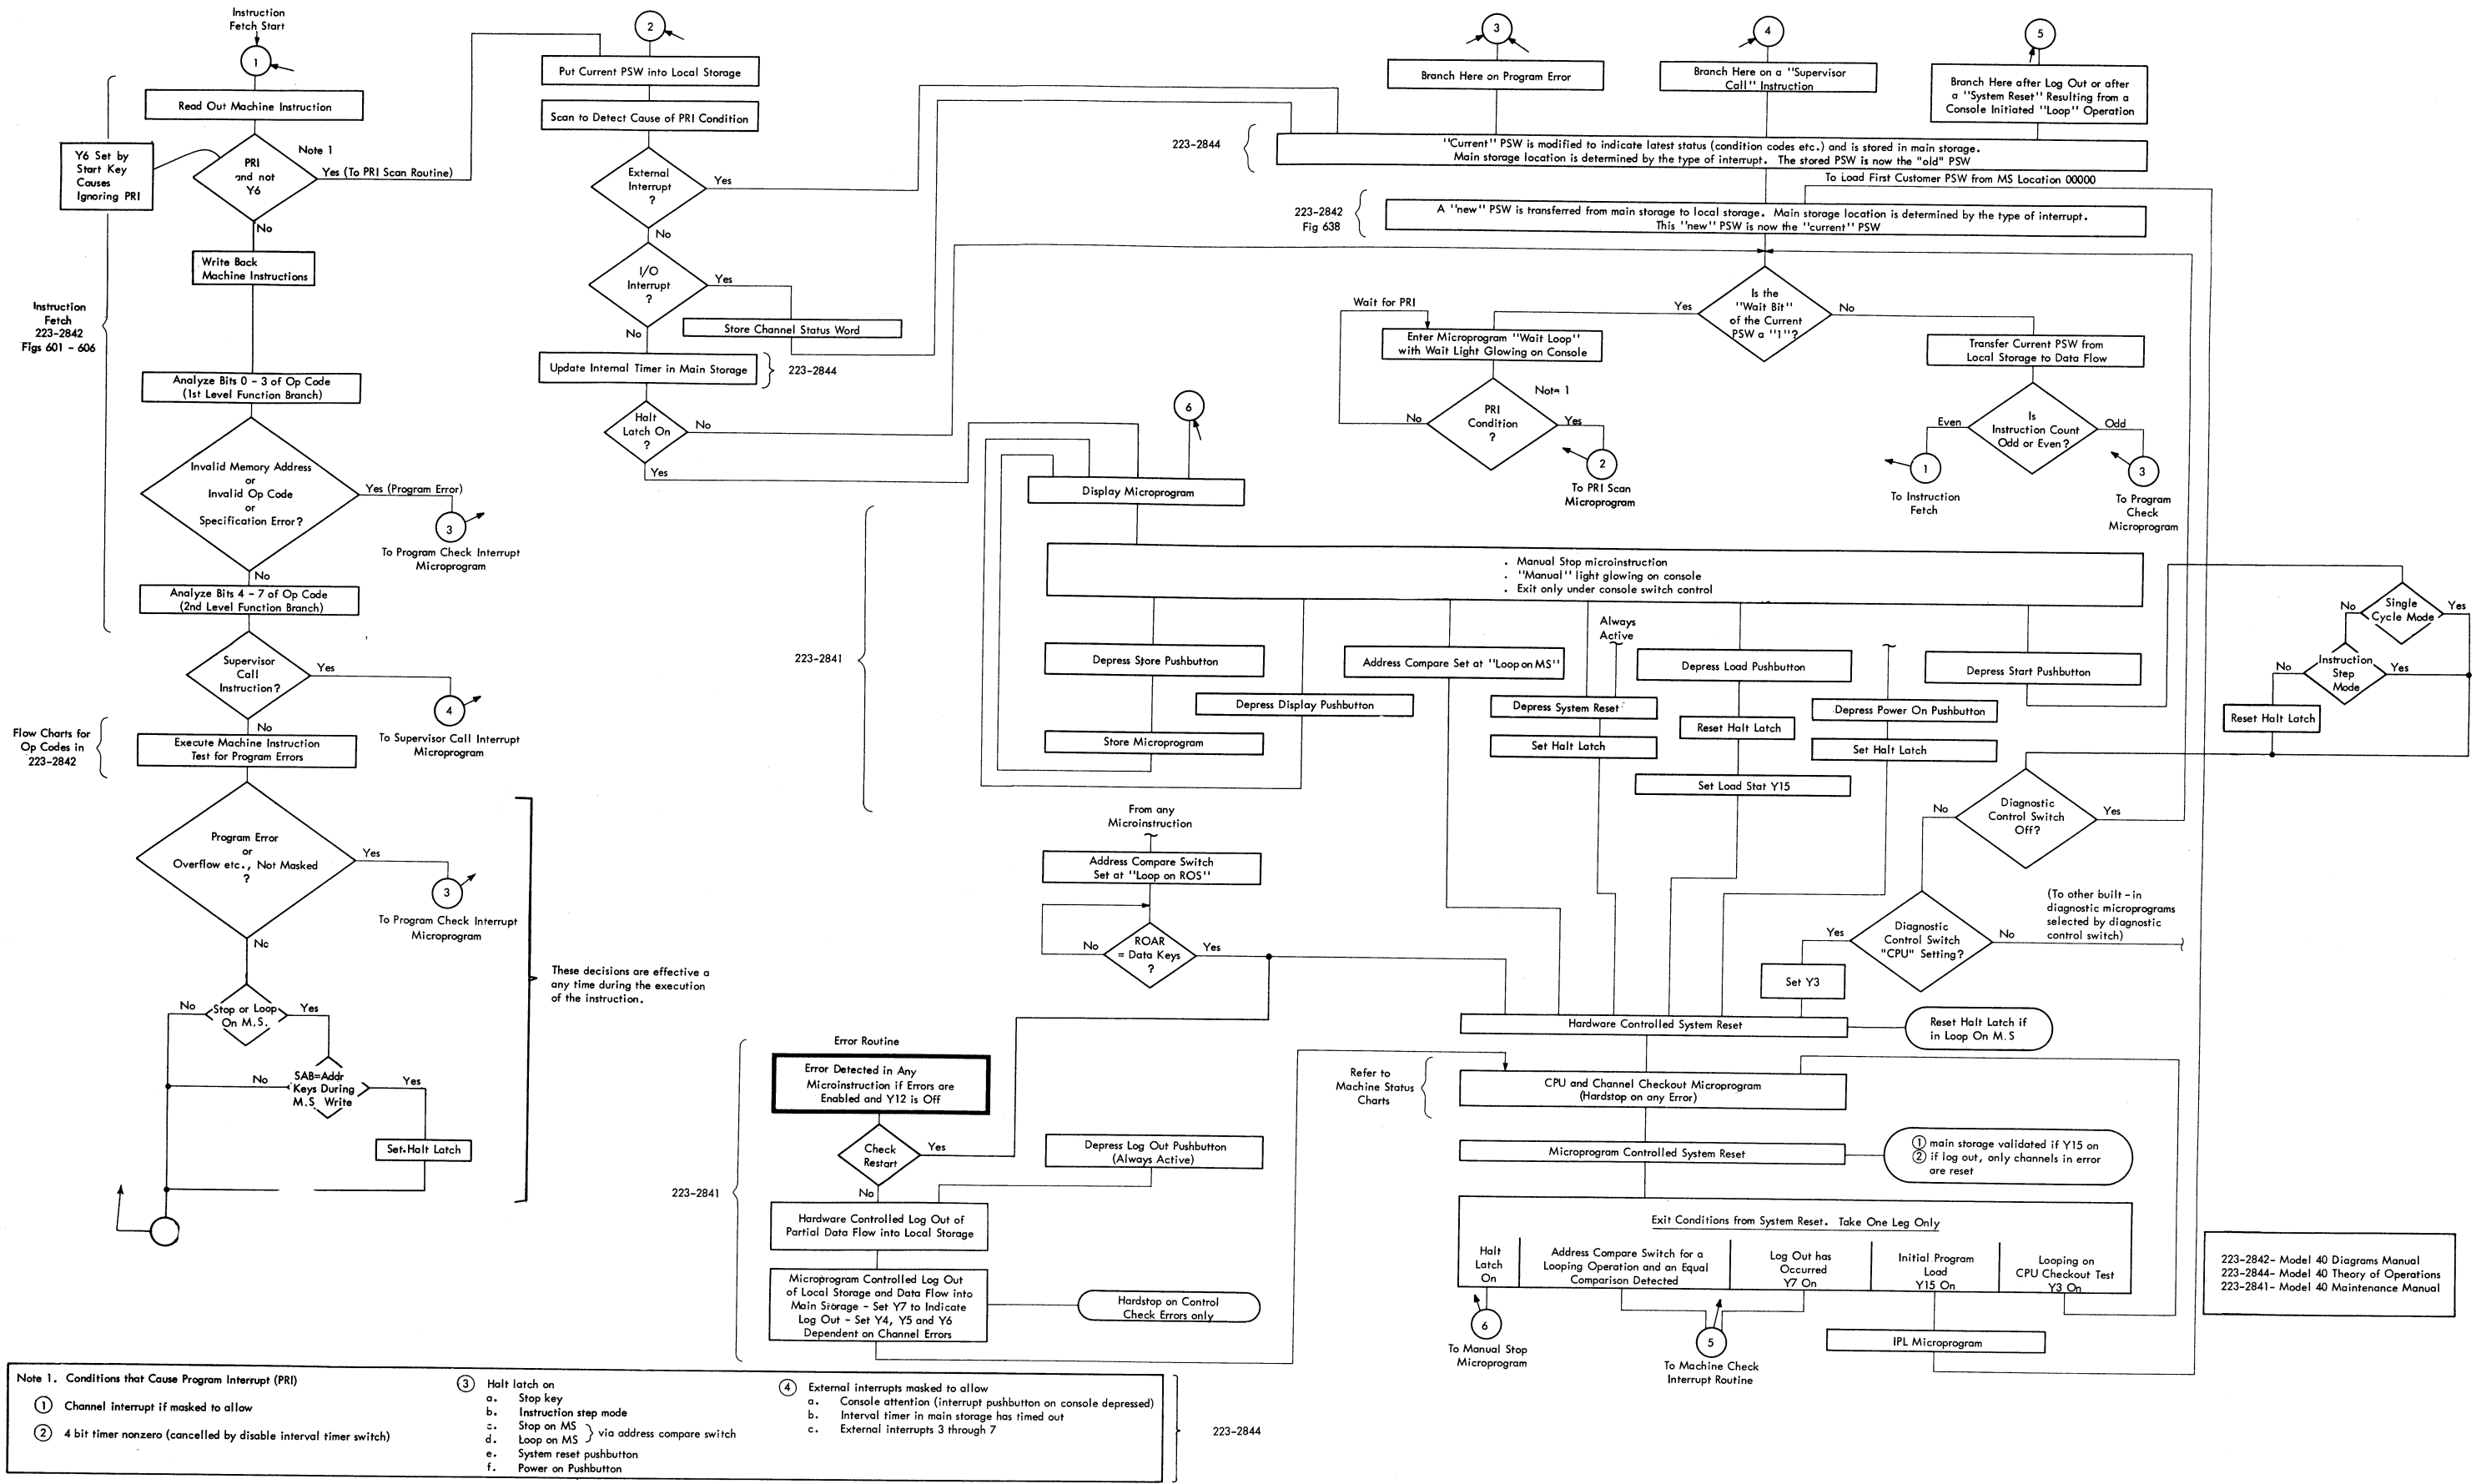 Instruction
Fetch Start
1
Read Out Machine Instruction
Y6 Set by
Start Key
Causes
Ignoring PRI
Note 1
PRI
and not
Y6
Yes (To PRI Scan Routine)
No
Write Back
Machine Instructions
Instruction
Fetch
223-2842
Figs 601 - 606
Analyze Bits 0 - 3 of Op Code
(1st Level Function Branch)
Invalid Memory Address
or
Invalid Op Code
or
Specification Error?
Yes (Program Error)
3
To Program Check Interrupt
Microprogram
No
Analyze Bits 4 - 7 of Op Code
(2nd Level Function Branch)
Supervisor
Call
Instruction?
Yes
4
To Supervisor Call Interrupt
Microprogram
No
Flow Charts for
Op Codes in
223-2842
Execute Machine Instruction
Test for Program Errors
Program Error
or
Overflow etc., Not Masked
?
Yes
3
To Program Check Interrupt
Microprogram
Nc
These decisions are effective a
any time during the execution
of the instruction.
No
Stop or Loop
On M.S.
Yes
No
SAB=Addr
Keys During
M.S Write
Yes
Set Halt Latch
2
Put Current PSW into Local Storage
Scan to Detect Cause of PRI Condition
External
Interrupt
?
Yes
No
I/O
Interrupt
?
Yes
Store Channel Status Word
No
Update Internal Timer in Main Storage
223-2844
Halt
Latch On
?
No
Yes
3
Branch Here on Program Error
4
Branch Here on a "Supervisor
Call" Instruction
5
Branch Here after Log Out or after
a "System Reset" Resulting from a
Console Initiated "Loop" Operation
223-2844
"Current" PSW is modified to indicate latest status (condition codes etc.) and is stored in main storage.
Main storage location is determined by the type of interrupt. The stored PSW is now the "old" PSW
To Load First Customer PSW from MS Location 00000
223-2842
Fig 638
A "new" PSW is transferred from main storage to local storage. Main storage location is determined by the type of interrupt.
This "new" PSW is now the "current" PSW
Is the
"Wait Bit"
of the Current
PSW a "1"?
Yes
No
Wait for PRI
Enter Microprogram "Wait Loop"
with Wait Light Glowing on Console
Note 1
PRI
Condition
?
No
Yes
2
To PRI Scan
Microprogram
Transfer Current PSW from
Local Storage to Data Flow
Is
Instruction Count
Odd or Even?
Even
Odd
1
To Instruction
Fetch
3
To Program
Check
Microprogram
6
Display Microprogram
. Manual Stop microinstruction
. "Manual" light glowing on console
. Exit only under console switch control
223-2841
Depress Store Pushbutton
Depress Display Pushbutton
Store Microprogram
Address Compare Set at "Loop on MS"
Always
Active
Depress System Reset
Set Halt Latch
Depress Load Pushbutton
Reset Halt Latch
Set Load Stat Y15
Depress Power On Pushbutton
Set Halt Latch
Depress Start Pushbutton
Single
Cycle Mode
No
Yes
Instruction
Step
Mode
No
Yes
Reset Halt Latch
Diagnostic
Control Switch
Off?
No
Yes
Diagnostic
Control Switch
"CPU" Setting?
Yes
No
(To other built-in
diagnostic microprograms
selected by diagnostic
control switch)
Set Y3
From any
Microinstruction
Address Compare Switch
Set at "Loop on ROS"
ROAR
= Data Keys
?
No
Yes
Hardware Controlled System Reset
Reset Halt Latch if
in Loop On M.S
Refer to
Machine Status
Charts
CPU and Channel Checkout Microprogram
(Hardstop on any Error)
Microprogram Controlled System Reset
1 main storage validated if Y15 on
2 if log out, only channels in error
are reset
Error Routine
Error Detected in Any
Microinstruction if Errors are
Enabled and Y12 is Off
Check
Restart
Yes
No
Depress Log Out Pushbutton
(Always Active)
223-2841
Hardware Controlled Log Out of
Partial Data Flow into Local Storage
Microprogram Controlled Log Out
of Local Storage and Data Flow into
Main Storage - Set Y7 to Indicate
Log Out - Set Y4, Y5 and Y6
Dependent on Channel Errors
Hardstop on Control
Check Errors only
Exit Conditions from System Reset. Take One Leg Only
Halt
Latch
On
Address Compare Switch for a
Looping Operation and an Equal
Comparison Detected
Log Out has
Occurred
Y7 On
Initial Program
Load
Y15 On
Looping on
CPU Checkout Test
Y3 On
6
To Manual Stop
Microprogram
5
To Machine Check
Interrupt Routine
IPL Microprogram
223-2842- Model 40 Diagrams Manual
223-2844- Model 40 Theory of Operations
223-2841- Model 40 Maintenance Manual
Note 1. Conditions that Cause Program Interrupt (PRI)
1 Channel interrupt if masked to allow
2 4 bit timer nonzero (cancelled by disable interval timer switch)
3 Halt latch on
a. Stop key
b. Instruction step mode
c. Stop on MS
d. Loop on MS
via address compare switch
e. System reset pushbutton
f. Power on Pushbutton
4 External interrupts masked to allow
a. Console attention (interrupt pushbutton on console depressed)
b. Interval timer in main storage has timed out
c. External interrupts 3 through 7
223-2844